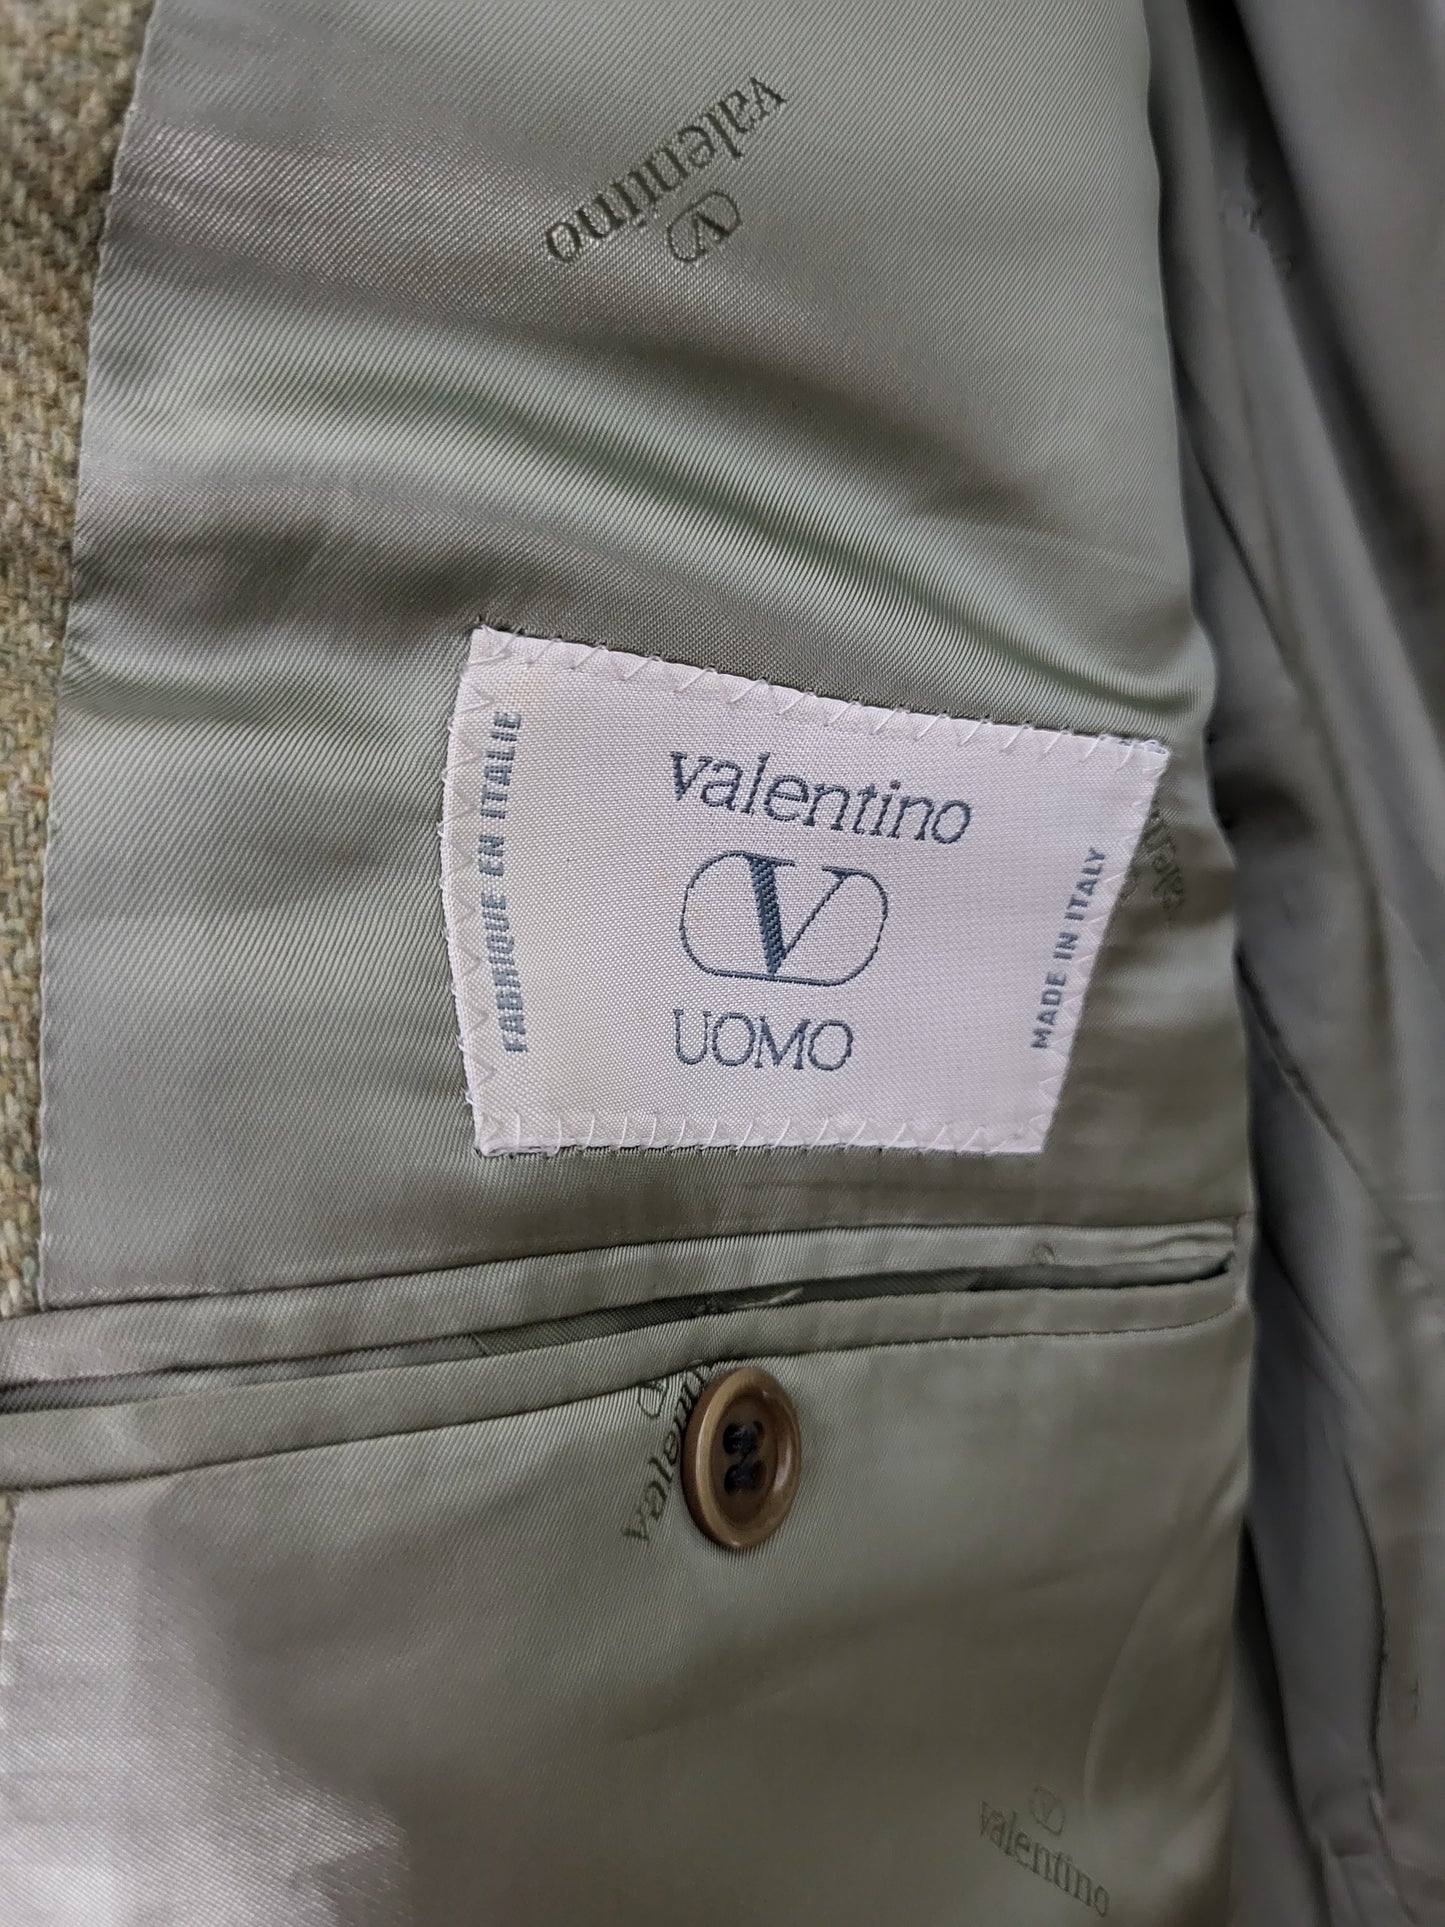 valentino
V
FABRIQUE EN ITALIE
valentino
V
UOMO
MADE IN ITALY
V
valentino
V
valentino